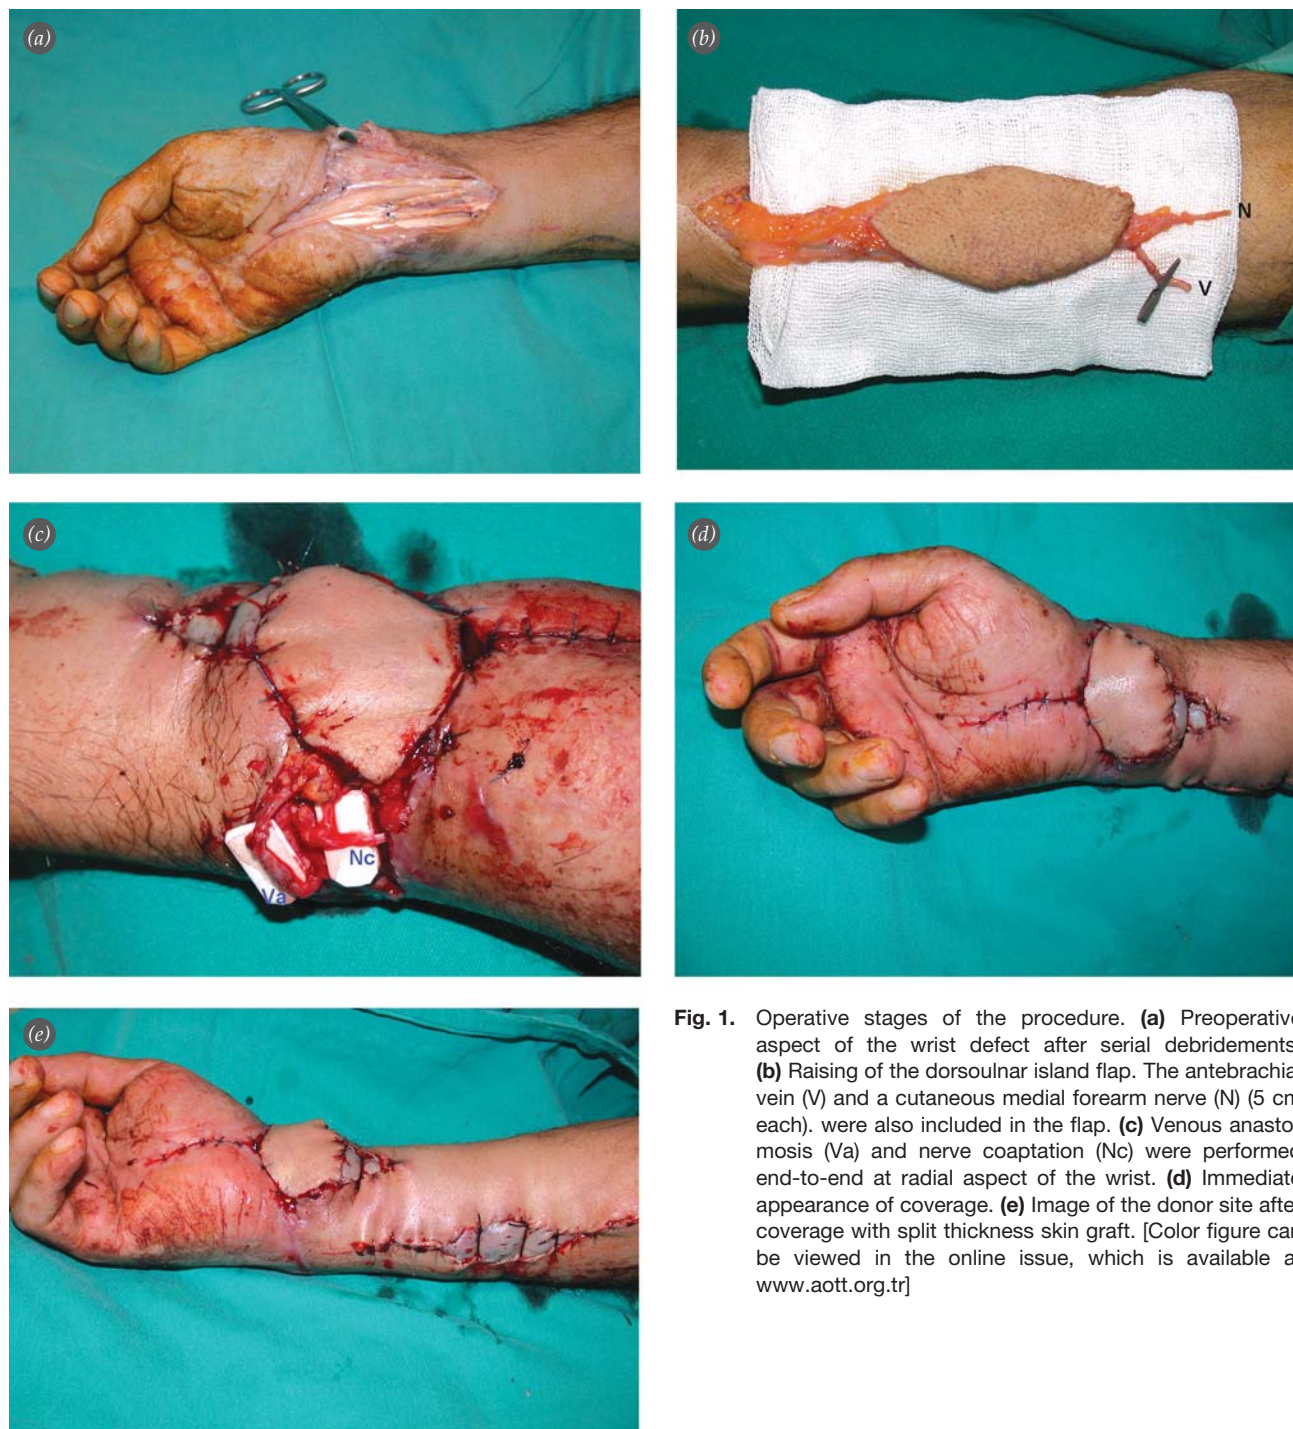 (a)
(b)
N
V
(c)
Nc
Va
(d)
(e)
Fig. 1. Operative stages of the procedure. (a) Preoperative
aspect of the wrist defect after serial debridements
(b) Raising of the dorsoulnar island flap. The antebrachia
vein (V) and a cutaneous medial forearm nerve (N) (5 cm
each). were also included in the flap. (c) Venous anasto
mosis (Va) and nerve coaptation (Nc) were performed
end-to-end at radial aspect of the wrist. (d) Immediate
appearance of coverage. (e) Image of the donor site afte
coverage with split thickness skin graft. [Color figure can
be viewed in the online issue, which is available a
www.aott.org.tr]